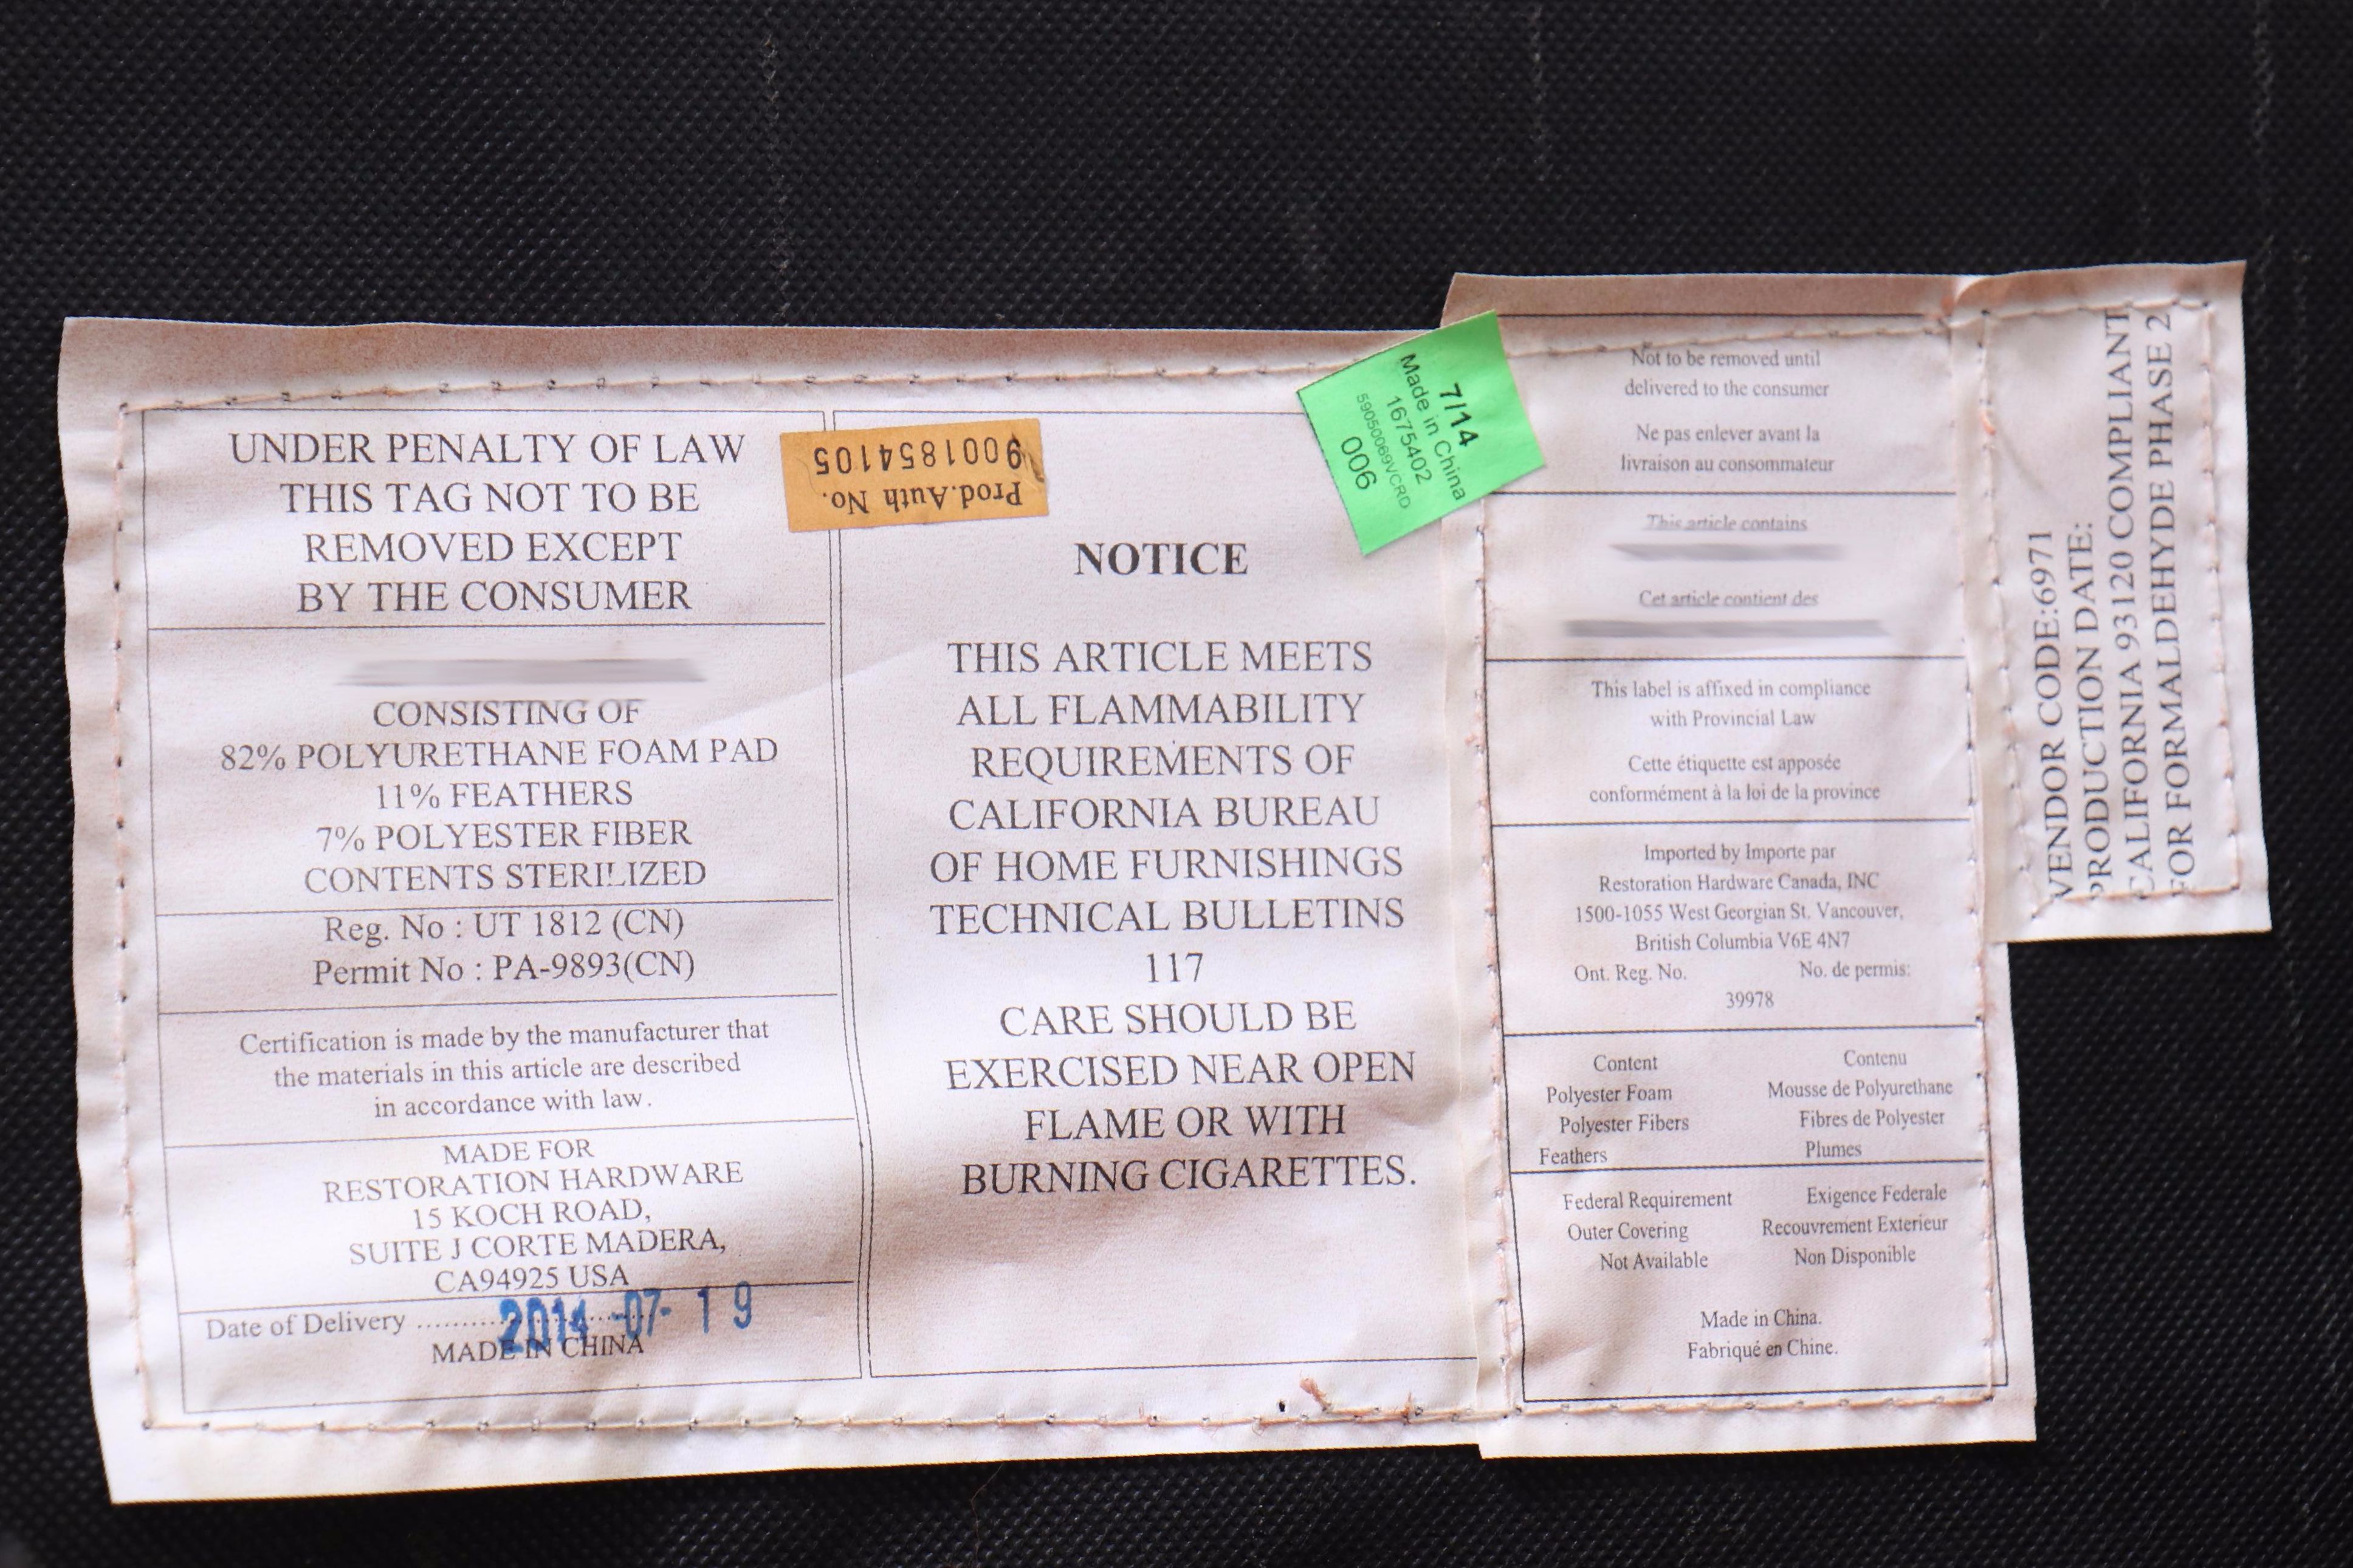 UNDER PENALTY OF LAW
THIS TAG NOT TO BE
REMOVED EXCEPT
BY THE CONSUMER
CONSISTING OF
82% POLYURETHANE FOAM PAD
11% FEATHERS
7% POLYESTER FIBER
CONTENTS STERILIZED
Reg. No : UT 1812 (CN)
Permit No : PA-9893(CN)
Certification is made by the manufacturer that
the materials in this article are described
in accordance with law.
MADE FOR
RESTORATION HARDWARE
15 KOCH ROAD,
SUITE J CORTE MADERA,
CA94925 USA
Date of Delivery .......... 2014-07-19
MADE IN CHINA
Prod.Auth No.
9001854105
NOTICE
THIS ARTICLE MEETS
ALL FLAMMABILITY
REQUIREMENTS OF
CALIFORNIA BUREAU
OF HOME FURNISHINGS
TECHNICAL BULLETINS
117
CARE SHOULD BE
EXERCISED NEAR OPEN
FLAME OR WITH
BURNING CIGARETTES.
7/14
Made in China
1675402
59050069VCRD
006
Not to be removed until
delivered to the consumer
Ne pas enlever avant la
livraison au consommateur
This article contains
Cet article contient des
This label is affixed in compliance
with Provincial Law
Cette étiquette est apposée
conformément à la loi de la province
Imported by Importe par
Restoration Hardware Canada, INC
1500-1055 West Georgian St. Vancouver,
British Columbia V6E 4N7
Ont. Reg. No. No. de permis:
39978
Content Contenu
Polyester Foam Mousse de Polyurethane
Polyester Fibers Fibres de Polyester
Feathers Plumes
Federal Requirement Exigence Federale
Outer Covering Recouvrement Exterieur
Not Available Non Disponible
Made in China.
Fabriqué en Chine.
VENDOR CODE:6971
PRODUCTION DATE:
CALIFORNIA 93120 COMPLIANT
FOR FORMALDEHYDE PHASE 2